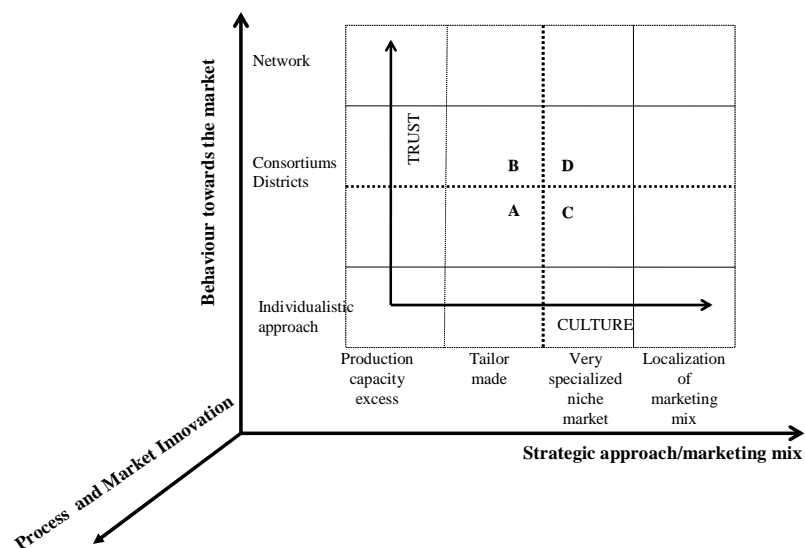 Behaviour towards the market
Network
TRUST
Consortiums
Districts
B
D
A
C
Individualistic
approach
CULTURE
Production
capacity
excess
Tailor
made
Very
specialized
niche
market
Localization
of
marketing
mix
Strategic approach/marketing mix
Process and Market Innovation